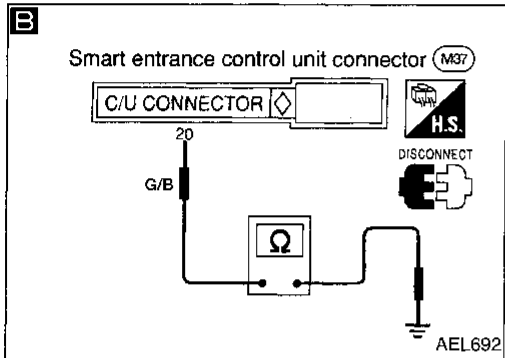 B
Smart entrance control unit connector M37
C/U CONNECTOR
H.S.
20
DISCONNECT
G/B
Ω
AEL692